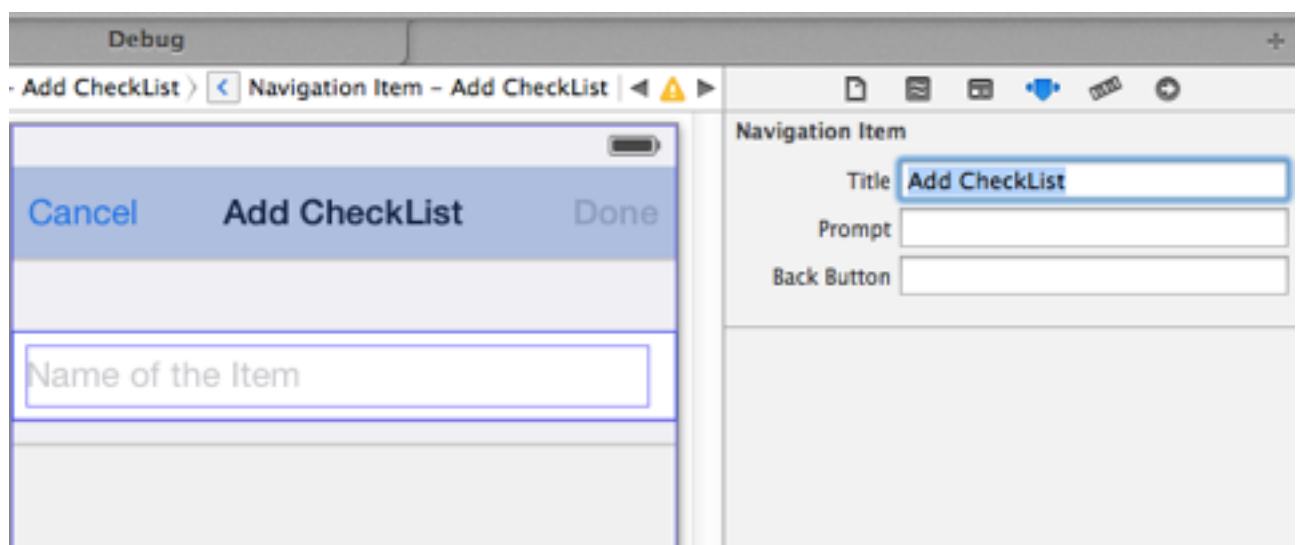 Debug
- Add CheckList 〉 Navigation Item – Add CheckList
Navigation Item
Title Add CheckList
Cancel Add CheckList Done
Prompt
Back Button
Name of the Item